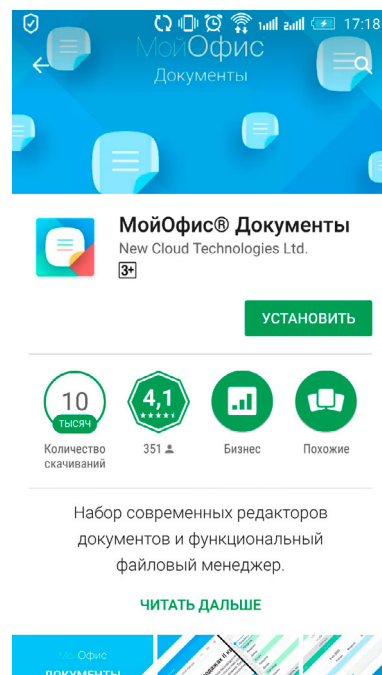 17:18
МойОфис
Документы
МойОфис® Документы
New Cloud Technologies Ltd.
3+
УСТАНОВИТЬ
10
ТЫСЯЧ
4,1
Количество
скачиваний
351
Бизнес
Похожие
Набор современных редакторов
документов и функциональный
файловый менеджер.
ЧИТАТЬ ДАЛЬШЕ
МойОфис
ДОКУМЕНТЫ